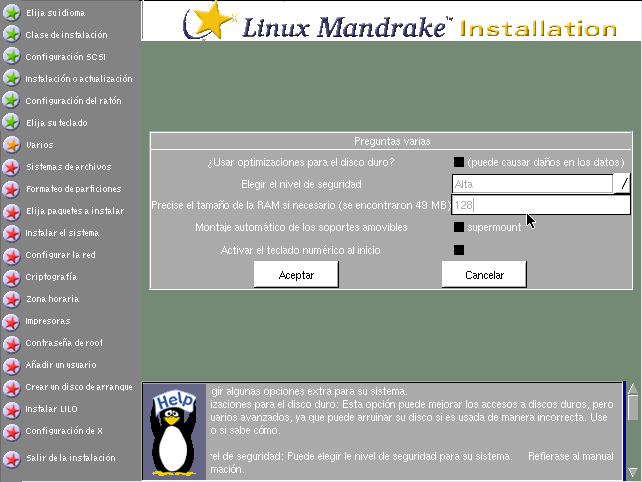 Linux Mandrake™ Installation
Elija su idioma
Clase de instalación
Configuración SCSI
Instalación o actualización
Configuración del ratón
Elija su teclado
Varios
Sistemas de archivos
Formateo de particiones
Elija paquetes a instalar
Instalar el sistema
Configurar la red
Criptografía
Zona horaria
Impresoras
Contraseña de root
Añadir un usuario
Crear un disco de arranque
Instalar LILO
Configuración de X
Salir de la instalación
Preguntas varias
¿Usar optimizaciones para el disco duro? (puede causar daños en los datos)
Elegir el nivel de seguridad Alta
Precise el tamaño de la RAM si necesario (se encontraron 49 MB) 128
Montaje automático de los soportes amovibles supermount
Activar el teclado numérico al inicio
Aceptar Cancelar
Help
gir algunas opciones extra para su sistema.
izaciones para el disco duro: Esta opción puede mejorar los accesos a discos duros, pero
uarios avanzados, ya que puede arruinar su disco si es usada de manera incorrecta. Use
o si sabe cómo.
el de seguridad: Puede elegir le nivel de seguridad para su sistema. Refierase al manual
mación.